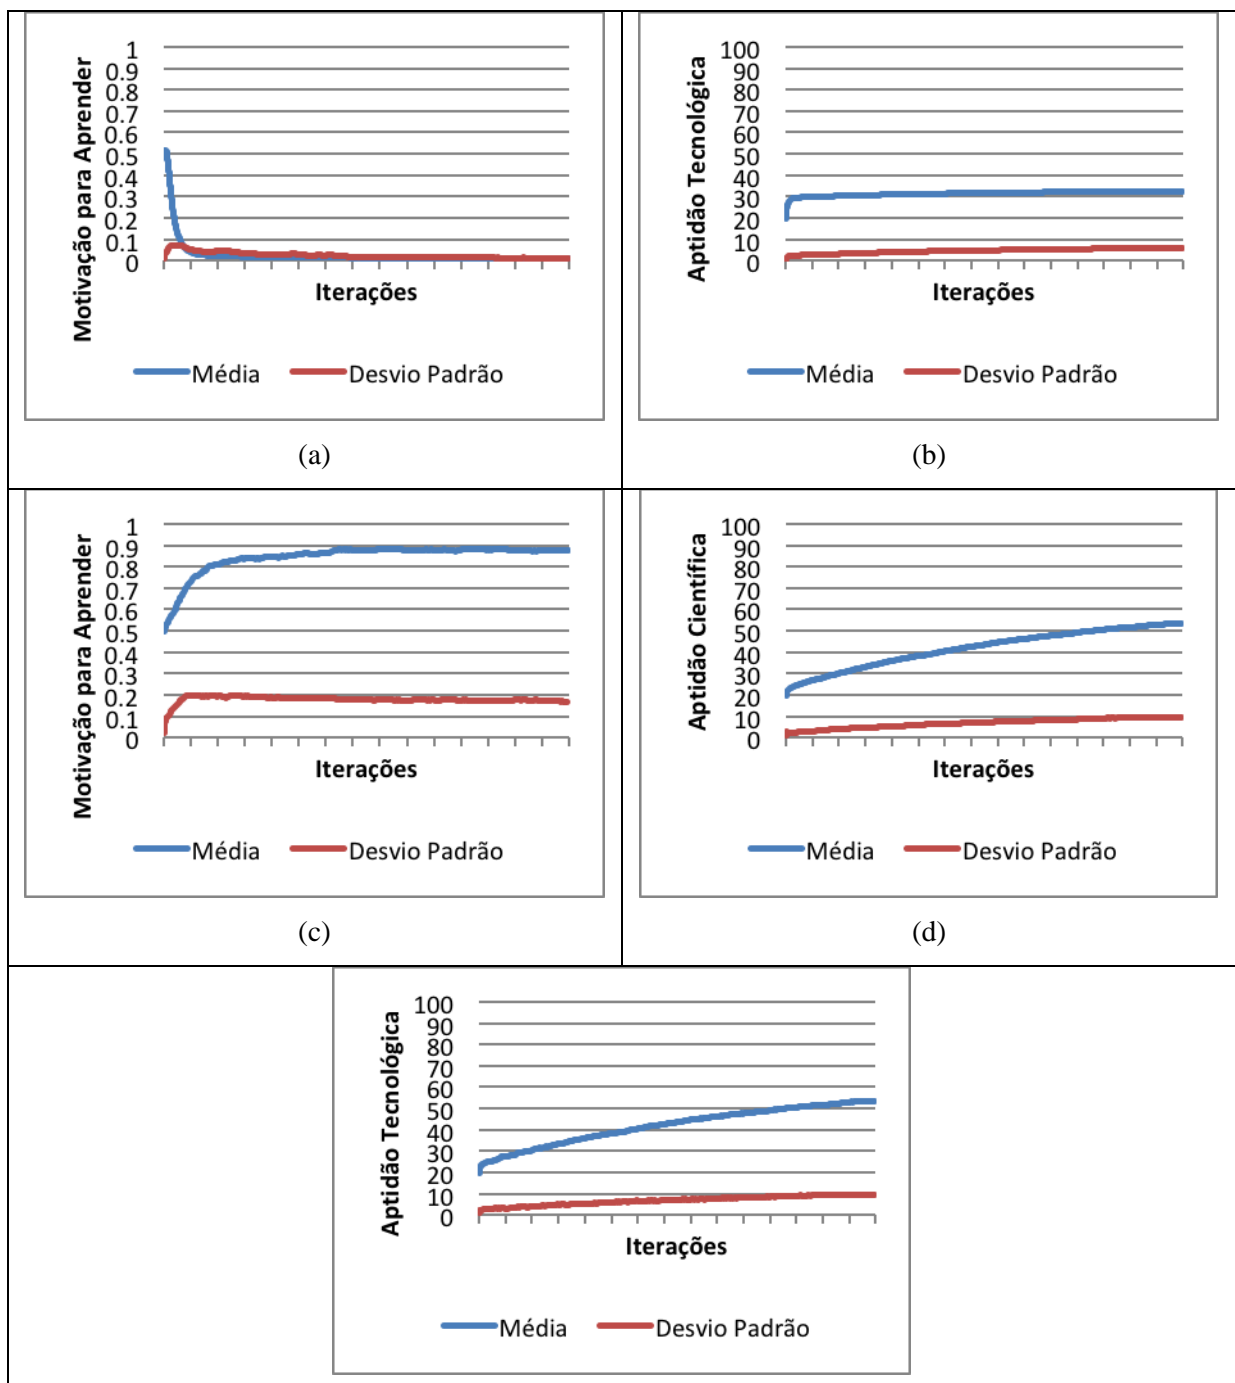 Motivação para Aprender
1
0.9
0.8
0.7
0.6
0.5
0.4
0.3
0.2
0.1
0
Iterações
Média Desvio Padrão
(a)
Aptidão Tecnológica
100
90
80
70
60
50
40
30
20
10
0
Iterações
Média Desvio Padrão
(b)
Motivação para Aprender
1
0.9
0.8
0.7
0.6
0.5
0.4
0.3
0.2
0.1
0
Iterações
Média Desvio Padrão
(c)
Aptidão Científica
100
90
80
70
60
50
40
30
20
10
0
Iterações
Média Desvio Padrão
(d)
Aptidão Tecnológica
100
90
80
70
60
50
40
30
20
10
0
Iterações
Média Desvio Padrão